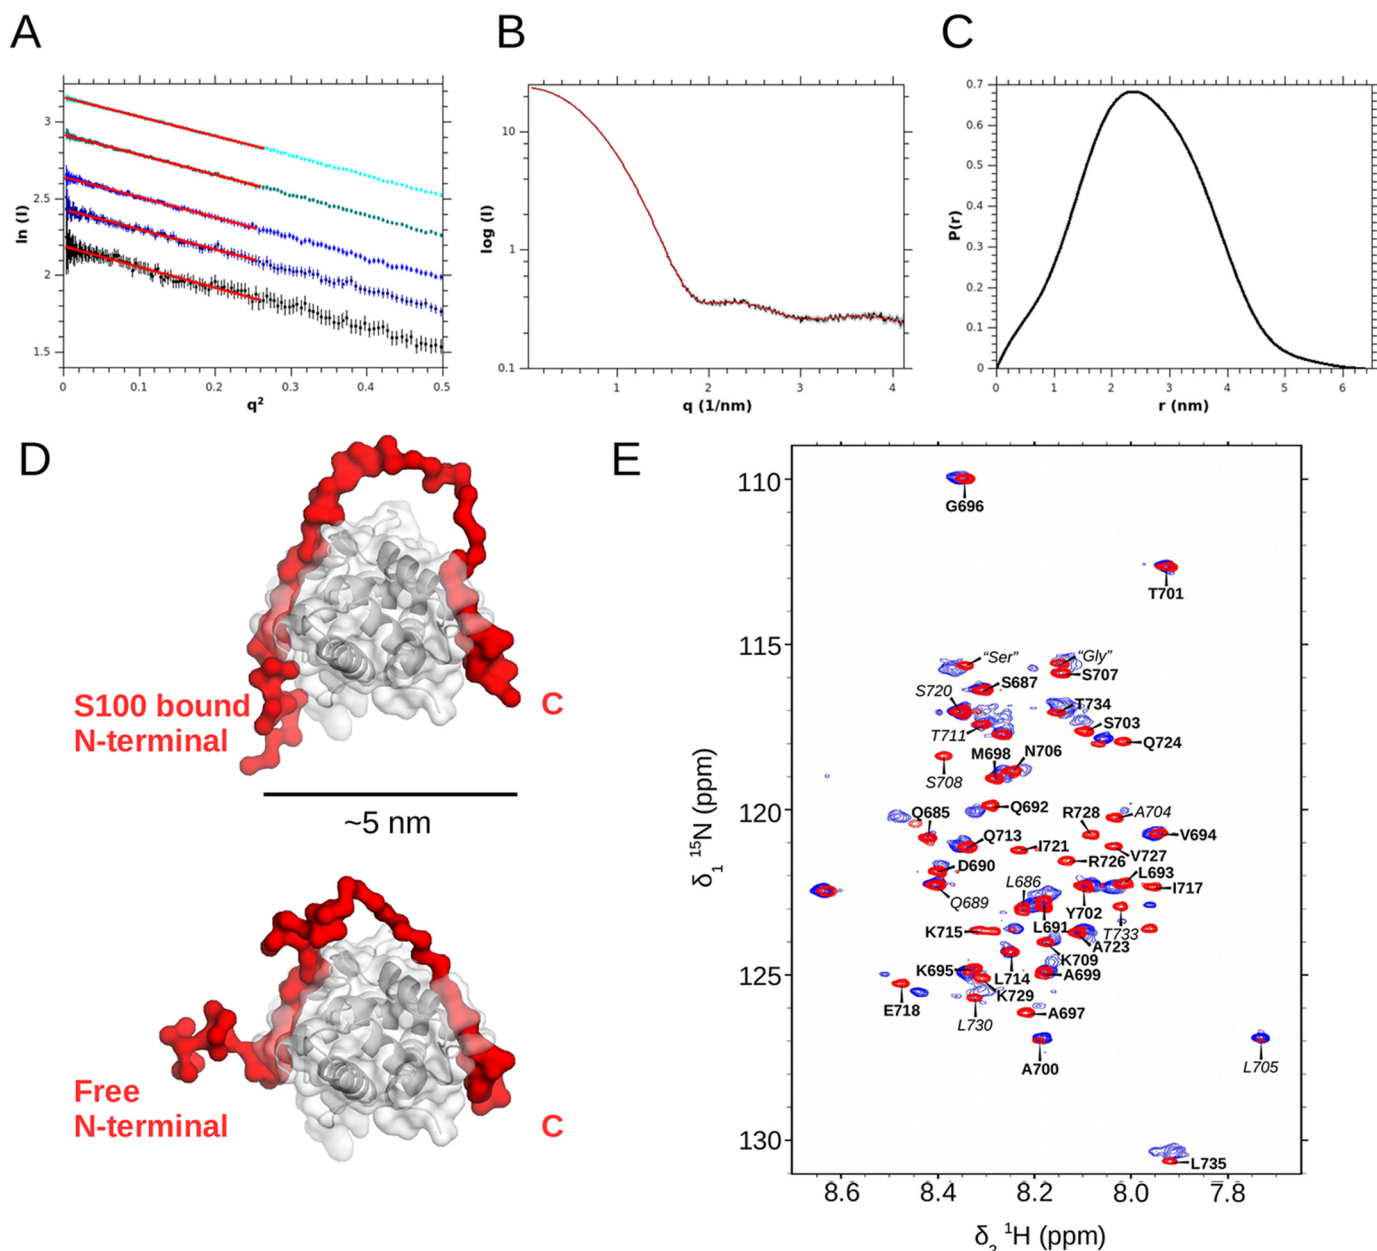 A
B
C
3
2.5
2
1.5
ln (I)
0
0.1
0.2
0.3
0.4
0.5
q²
10
1
0.1
log (I)
1
2
3
4
q (1/nm)
0.7
0.6
0.5
0.4
0.3
0.2
0.1
0
P(r)
0
1
2
3
4
5
6
r (nm)
D
S100 bound
N-terminal
C
~5 nm
Free
N-terminal
C
E
110
115
120
125
130
δ₁ ¹⁵N (ppm)
G696
T701
"Ser"
"Gly"
S687
S707
S720
T734
T711
S703
Q724
M698
N706
S708
Q692
Q685
R728
A704
Q713
I721
V694
V727
D690
R726
L693
L686
I717
Q689
Y702
L691
T733
K715
A723
K709
K695
L714
A699
K729
E718
L730
A697
A700
L705
L735
8.6
8.4
8.2
8.0
7.8
δ₂ ¹H (ppm)